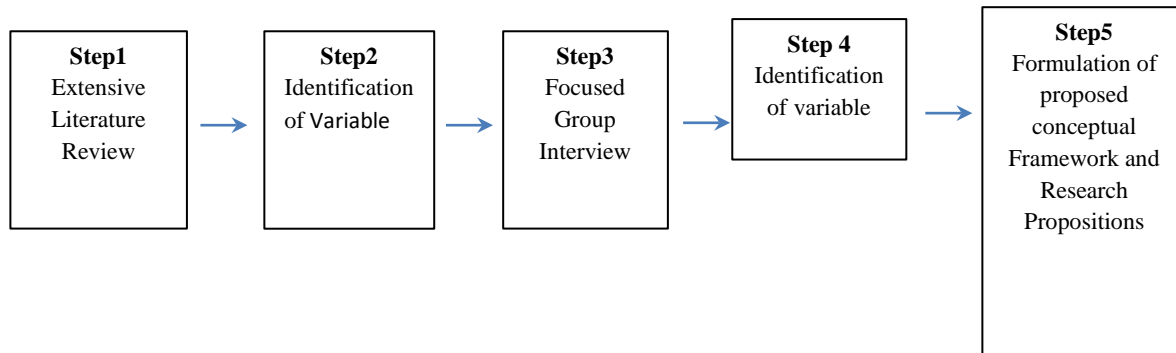 Step1
Extensive
Literature
Review
Step2
Identification
of Variable
Step3
Focused
Group
Interview
Step 4
Identification
of variable
Step5
Formulation of
proposed
conceptual
Framework and
Research
Propositions